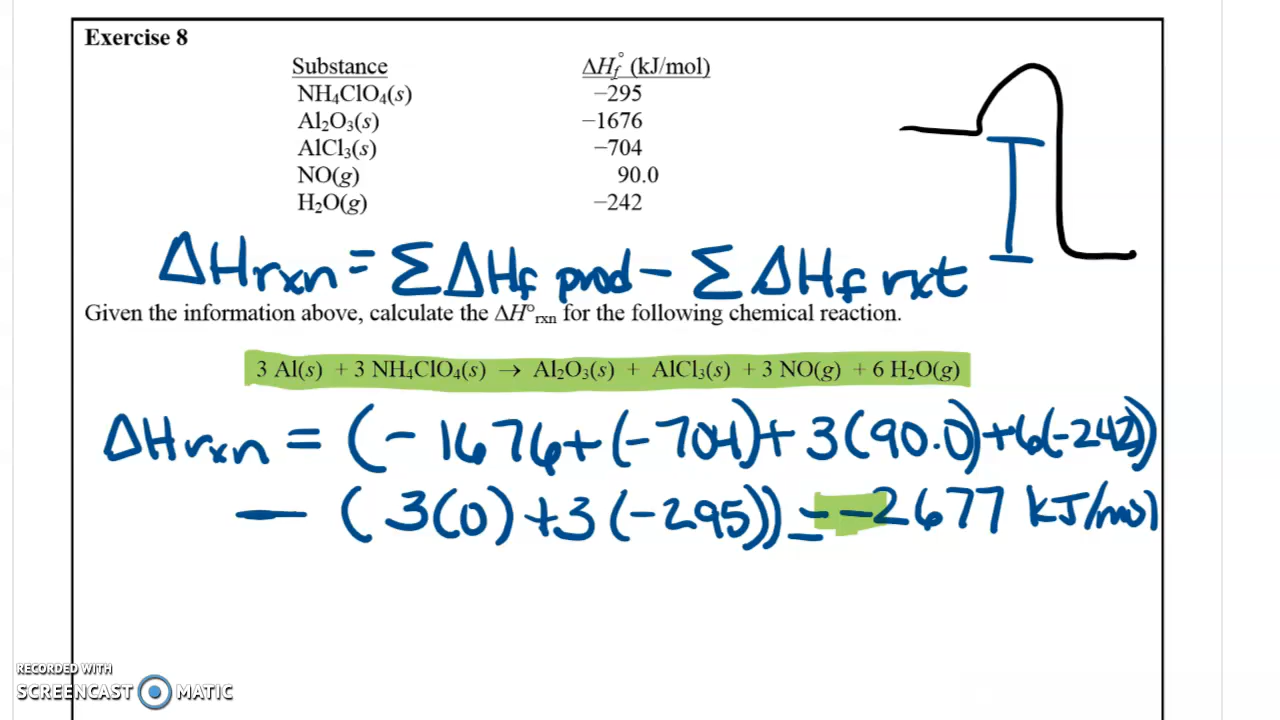 Exercise 8
Substance ΔH°f (kJ/mol)
NH₄ClO₄(s) −295
Al₂O₃(s) −1676
AlCl₃(s) −704
NO(g) 90.0
H₂O(g) −242
ΔHrxn = ΣΔHf prod − ΣΔHf rxt
Given the information above, calculate the ΔH°rxn for the following chemical reaction.
3 Al(s) + 3 NH₄ClO₄(s) → Al₂O₃(s) + AlCl₃(s) + 3 NO(g) + 6 H₂O(g)
ΔHrxn = (−1676+(−704)+3(90.0)+6(−242))
− (3(0)+3(−295)) = −2677 kJ/mol
RECORDED WITH
SCREENCAST MATIC